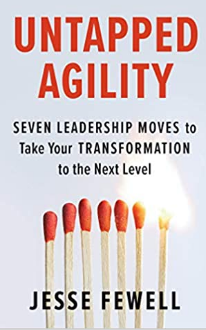 UNTAPPED
AGILITY
SEVEN LEADERSHIP MOVES to
Take Your TRANSFORMATION
to the Next Level
JESSE FEWELL